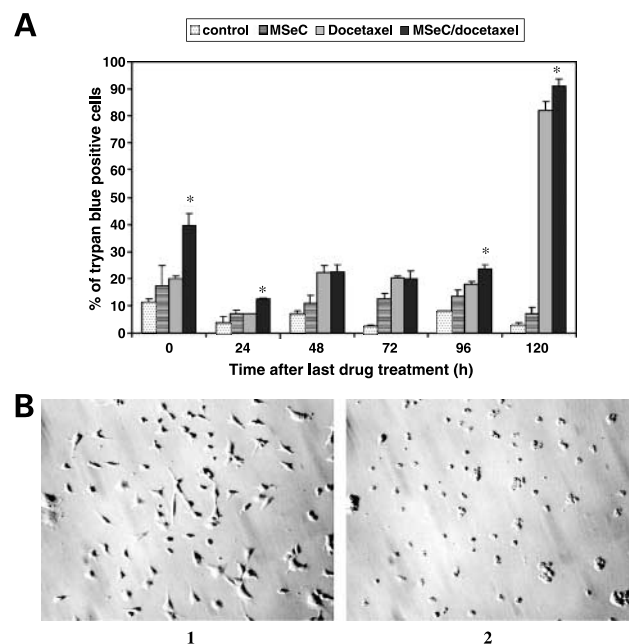 A
control MSeC Docetaxel MSeC/docetaxel
% of trypan blue positive cells
100
90
80
70
60
50
40
30
20
10
0
* * * *
0 24 48 72 96 120
Time after last drug treatment (h)
B
1 2